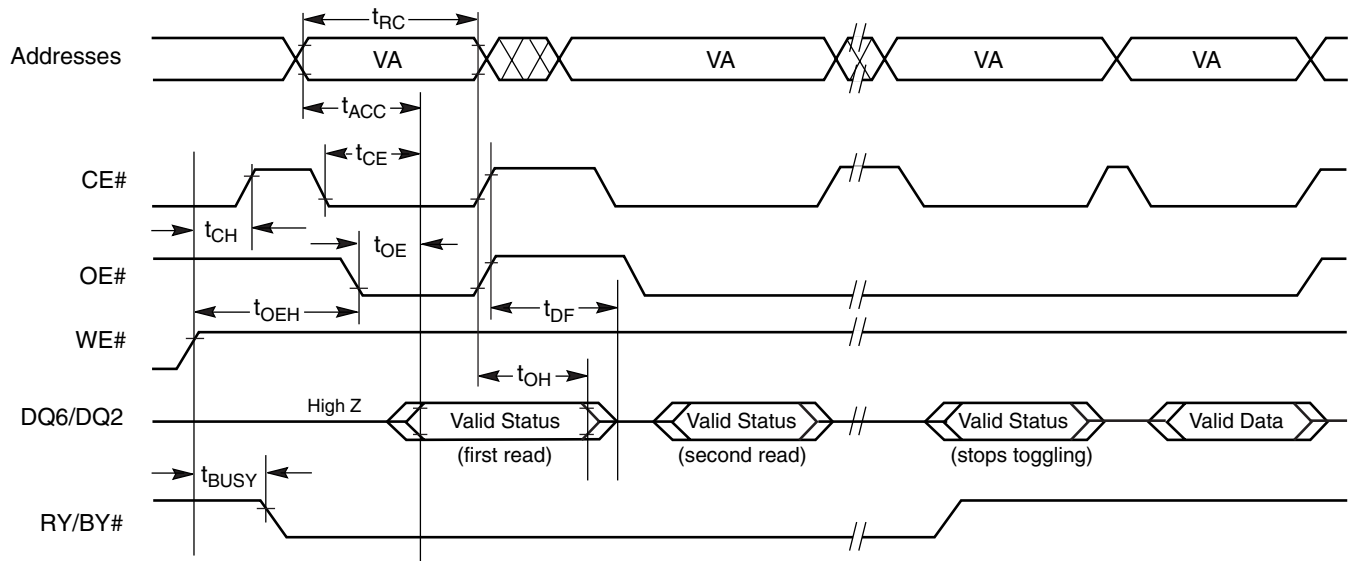 tRC
Addresses VA VA VA VA
tACC
tCE
CE#
tCH tOE
OE#
tOEH tDF
WE#
tOH
DQ6/DQ2 High Z Valid Status Valid Status Valid Status Valid Data
(first read) (second read) (stops toggling)
tBUSY
RY/BY#